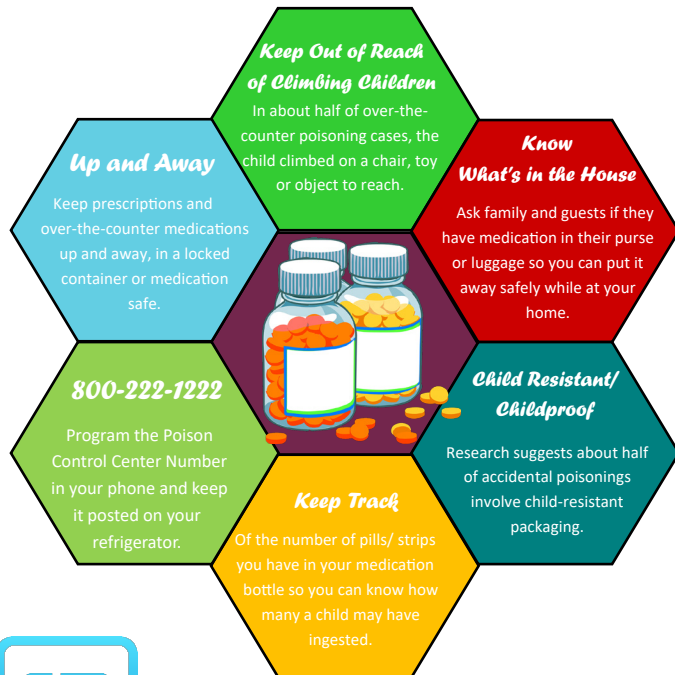 Keep Out of Reach
of Climbing Children
In about half of over-the-
counter poisoning cases, the
child climbed on a chair, toy
or object to reach.
Up and Away
Keep prescriptions and
over-the-counter medications
up and away, in a locked
container or medication
safe.
Know
What's in the House
Ask family and guests if they
have medication in their purse
or luggage so you can put it
away safely while at your
home.
800-222-1222
Program the Poison
Control Center Number
in your phone and keep
it posted on your
refrigerator.
Child Resistant/
Childproof
Research suggests about half
of accidental poisonings
involve child-resistant
packaging.
Keep Track
Of the number of pills/ strips
you have in your medication
bottle so you can know how
many a child may have
ingested.